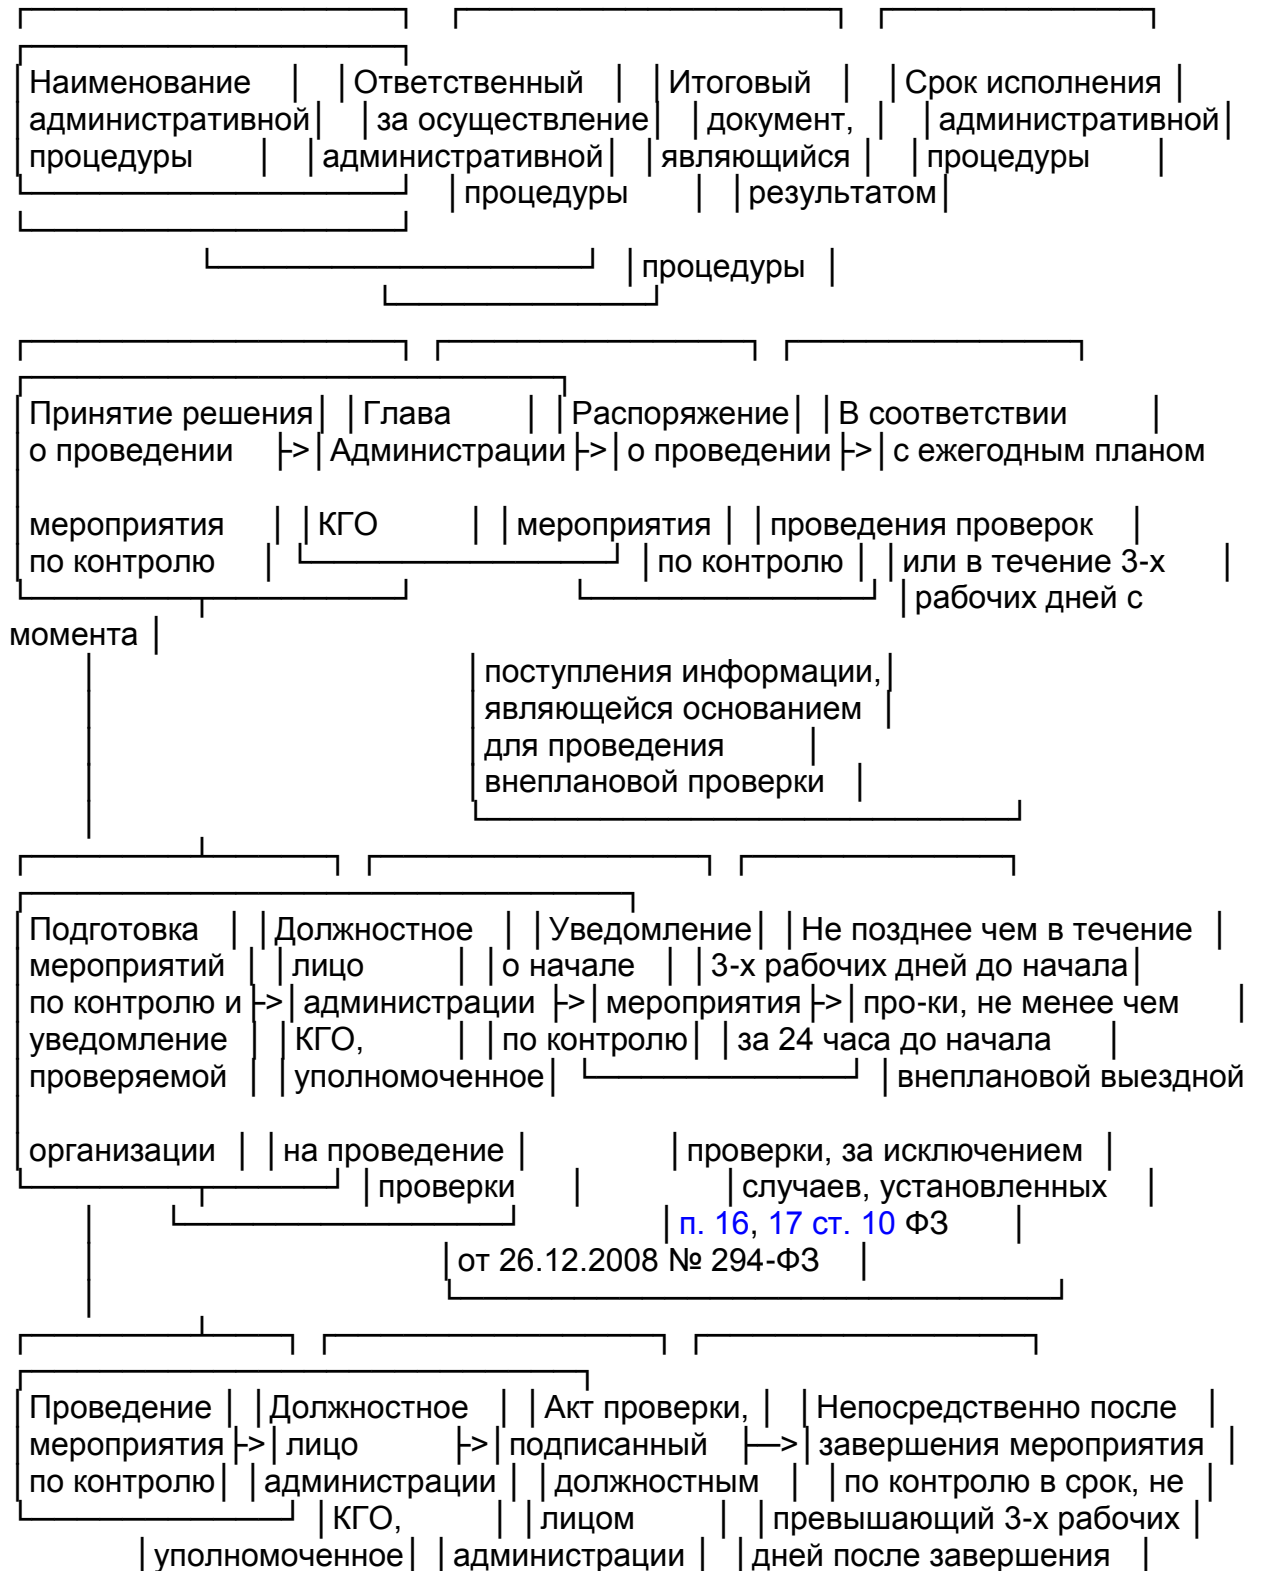 Наименование Ответственный Итоговый Срок исполнения
административной за осуществление документ, административной
процедуры административной являющийся процедуры
процедуры результатом
процедуры
Принятие решения Глава Распоряжение В соответствии
о проведении -> Администрации -> о проведении -> с ежегодным планом
мероприятия КГО мероприятия проведения проверок
по контролю по контролю или в течение 3-х
рабочих дней с
момента
поступления информации,
являющейся основанием
для проведения
внеплановой проверки
Подготовка Должностное Уведомление Не позднее чем в течение
мероприятий лицо о начале 3-х рабочих дней до начала
по контролю и -> администрации -> мероприятия -> про-ки, не менее чем
уведомление КГО, по контролю за 24 часа до начала
проверяемой уполномоченное внеплановой выездной
организации на проведение проверки, за исключением
проверки случаев, установленных
п. 16, 17 ст. 10 ФЗ
от 26.12.2008 № 294-ФЗ
Проведение Должностное Акт проверки, Непосредственно после
мероприятия -> лицо -> подписанный —> завершения мероприятия
по контролю администрации должностным по контролю в срок, не
КГО, лицом превышающий 3-х рабочих
уполномоченное администрации дней после завершения